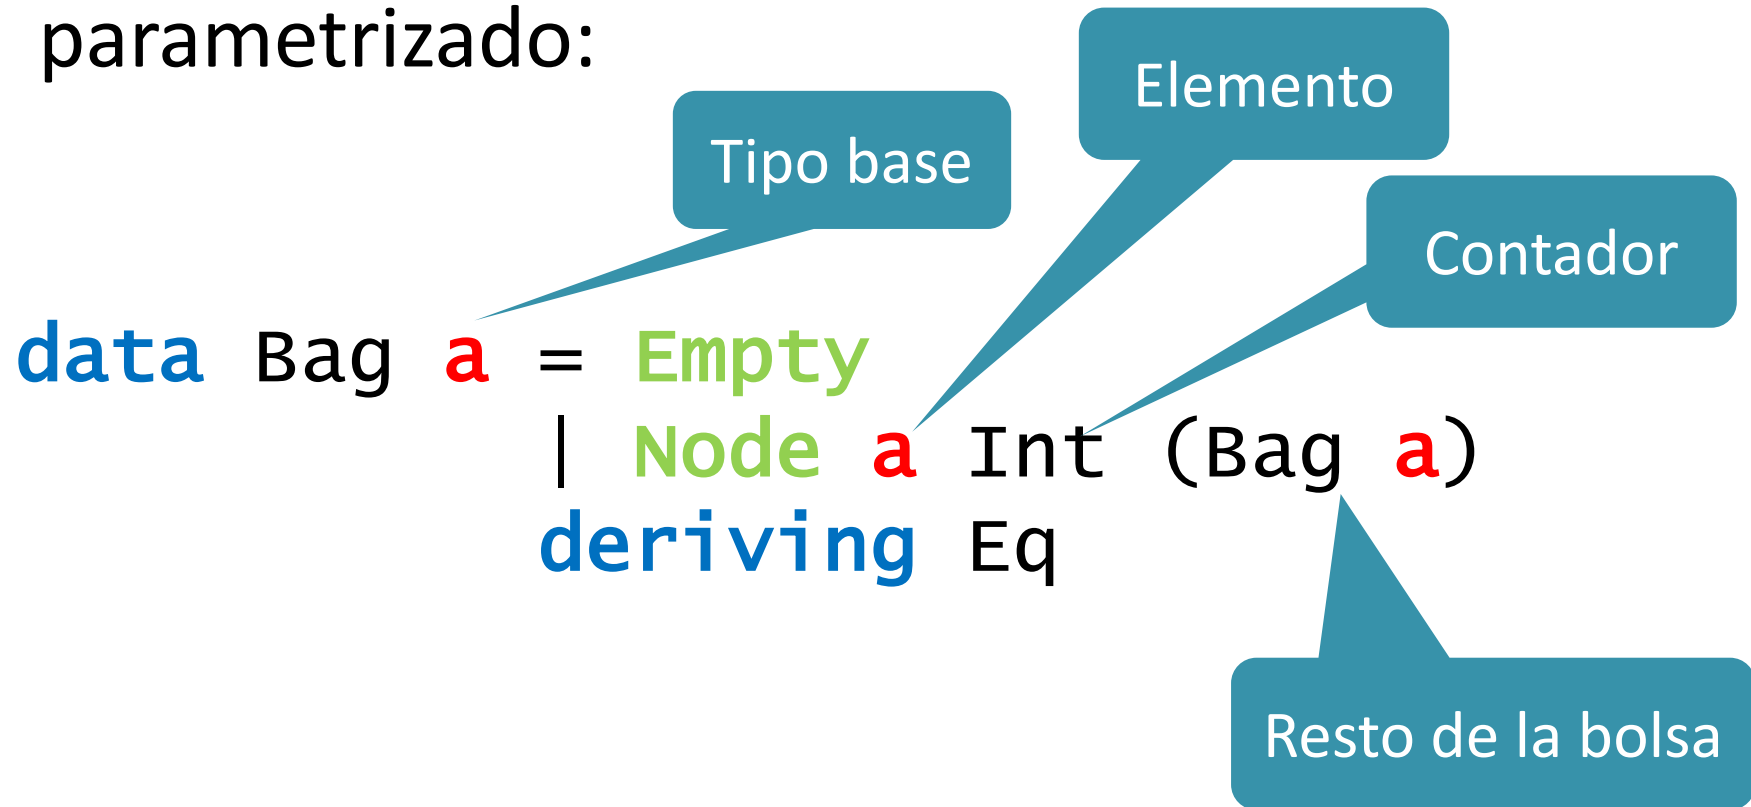 parametrizado:
Elemento
Tipo base
Contador
data Bag a = Empty
| Node a Int (Bag a)
deriving Eq
Resto de la bolsa